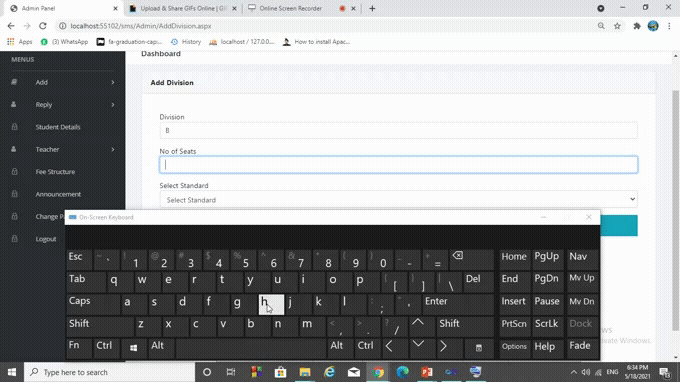 Admin Panel
Upload & Share GIFs Online | GIF
Online Screen Recorder
localhost:55102/sms/Admin/AddDivision.aspx
Apps
(3) WhatsApp
fa-graduation-cap...
History
localhost / 127.0.0...
How to install Apac...
MENUS
Dashboard
Add
Reply
Student Details
Teacher
Fee Structure
Announcement
Logout
Add Division
Division
B
No of Seats
Select Standard
Select Standard
On-Screen Keyboard
Esc ~ ` ! 1 @ 2 # 3 $ 4 % 5 ^ 6 & 7 * 8 ( 9 ) 0 _ - + = Home PgUp Nav
Tab q w e r t y u i o p { [ } ] | \ Del End PgDn Mv Up
Caps a s d f g h j k l : ; " ' Enter Insert Pause Mv Dn
Shift z x c v b n m < , > . ? / Shift PrtScn ScrLk Dock
Fn Ctrl Alt Alt Ctrl Options Help Fade
Type here to search
ENG
6:34 PM
5/18/2021